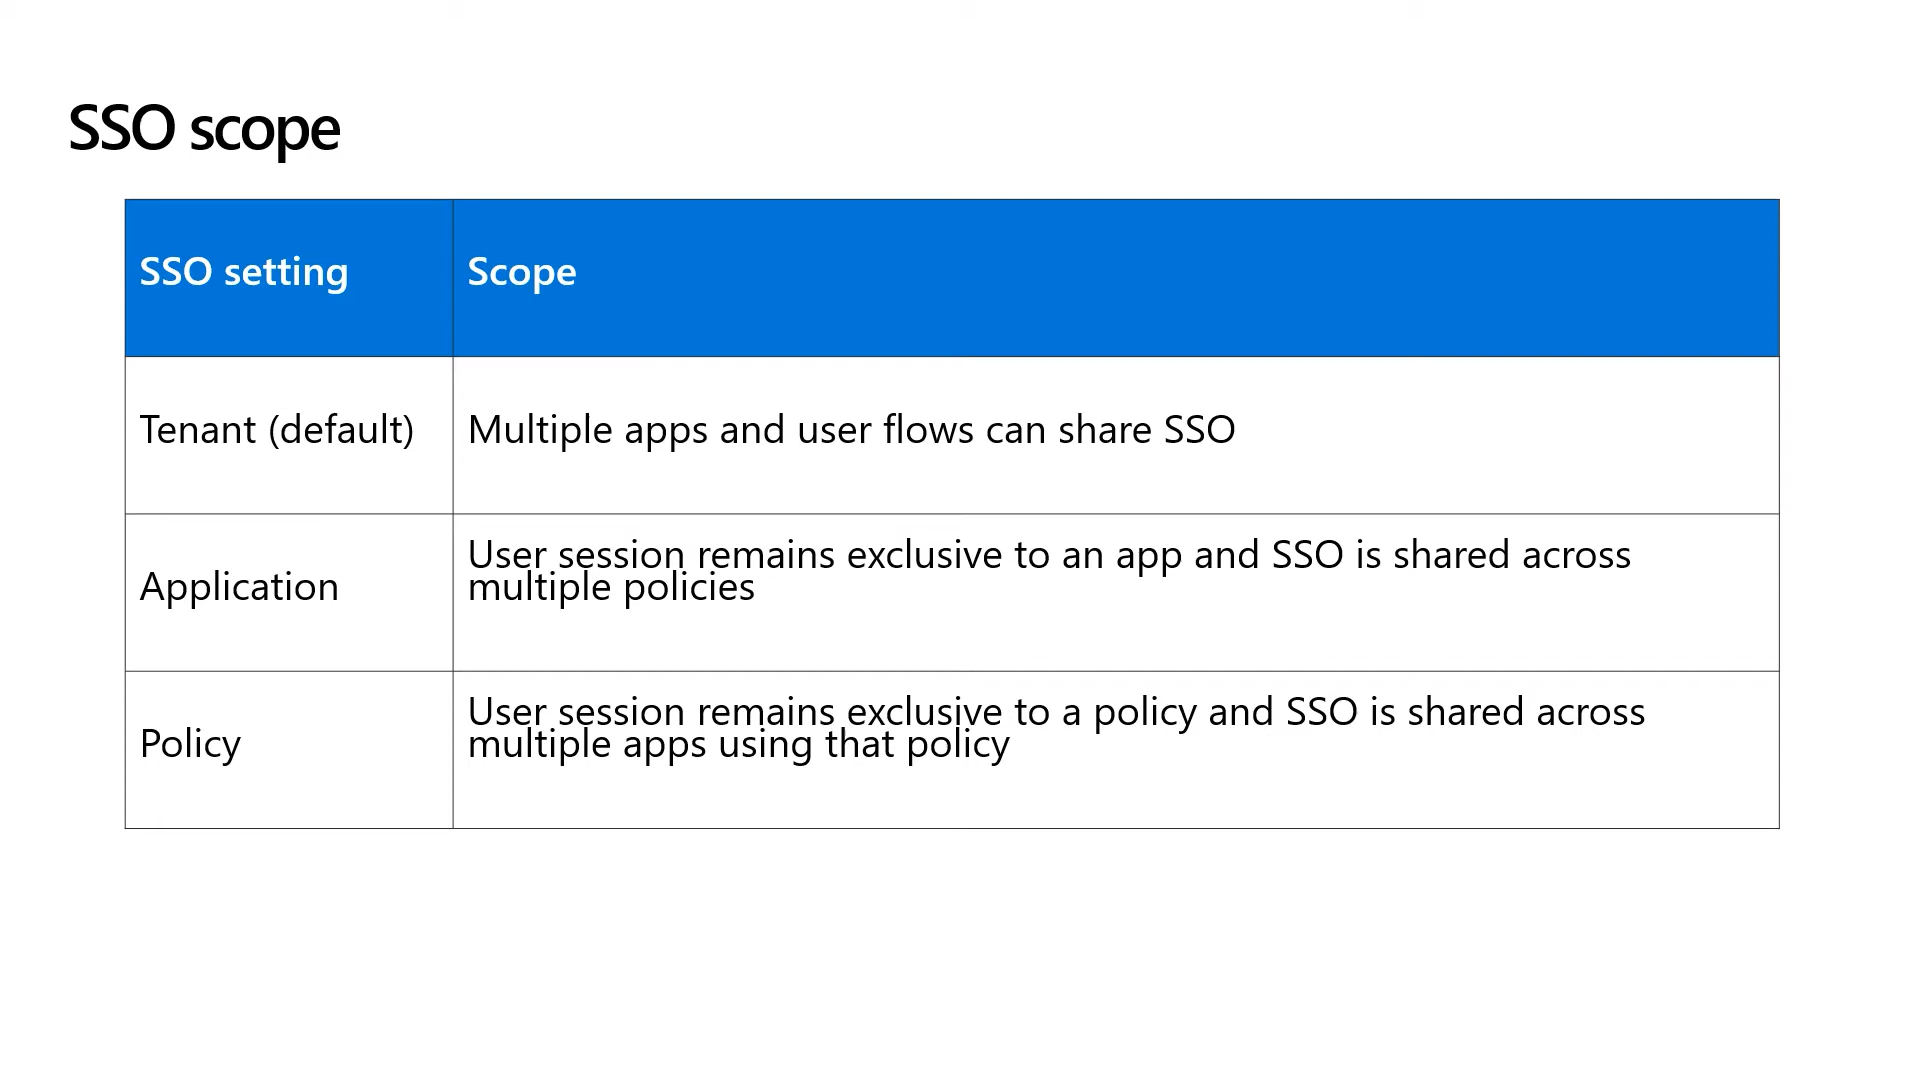 SSO scope
SSO setting
Scope
Tenant (default)
Multiple apps and user flows can share SSO
Application
User session remains exclusive to an app and SSO is shared across
multiple policies
Policy
User session remains exclusive to a policy and SSO is shared across
multiple apps using that policy